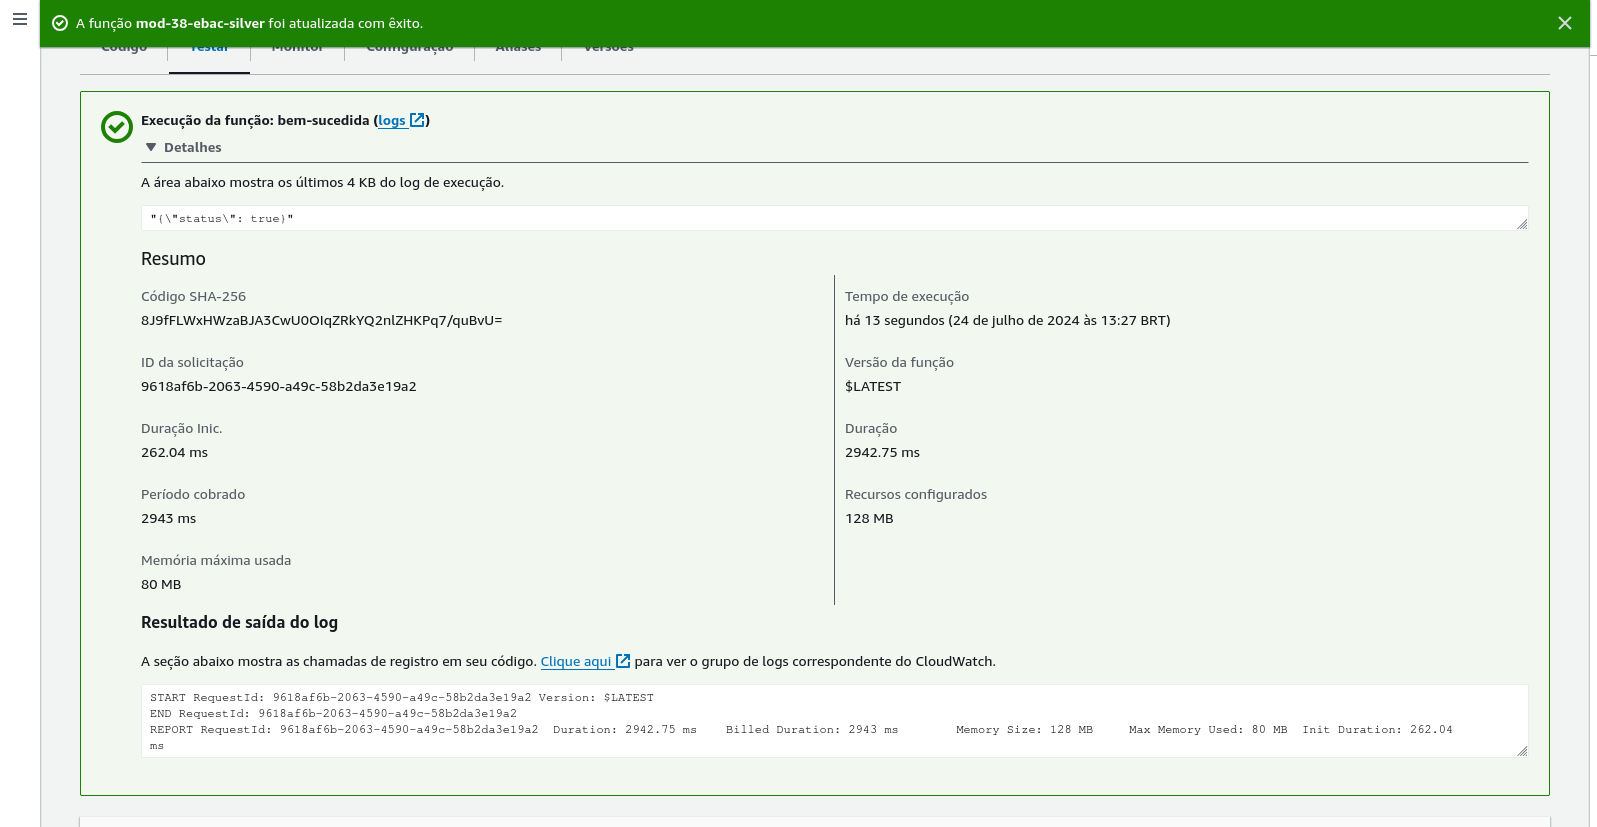 A função mod-38-ebac-silver foi atualizada com êxito.
Código Testar Monitor Configuração Aliases Versões
Execução da função: bem-sucedida (logs)
Detalhes
A área abaixo mostra os últimos 4 KB do log de execução.
"{\"status\": true}"
Resumo
Código SHA-256
8J9fFLWxHWzaBJA3CwU0OIqZRkYQ2nlZHKPq7/quBvU=
Tempo de execução
há 13 segundos (24 de julho de 2024 às 13:27 BRT)
ID da solicitação
9618af6b-2063-4590-a49c-58b2da3e19a2
Versão da função
$LATEST
Duração Inic.
262.04 ms
Duração
2942.75 ms
Período cobrado
2943 ms
Recursos configurados
128 MB
Memória máxima usada
80 MB
Resultado de saída do log
A seção abaixo mostra as chamadas de registro em seu código. Clique aqui para ver o grupo de logs correspondente do CloudWatch.
START RequestId: 9618af6b-2063-4590-a49c-58b2da3e19a2 Version: $LATEST
END RequestId: 9618af6b-2063-4590-a49c-58b2da3e19a2
REPORT RequestId: 9618af6b-2063-4590-a49c-58b2da3e19a2 Duration: 2942.75 ms Billed Duration: 2943 ms Memory Size: 128 MB Max Memory Used: 80 MB Init Duration: 262.04
ms